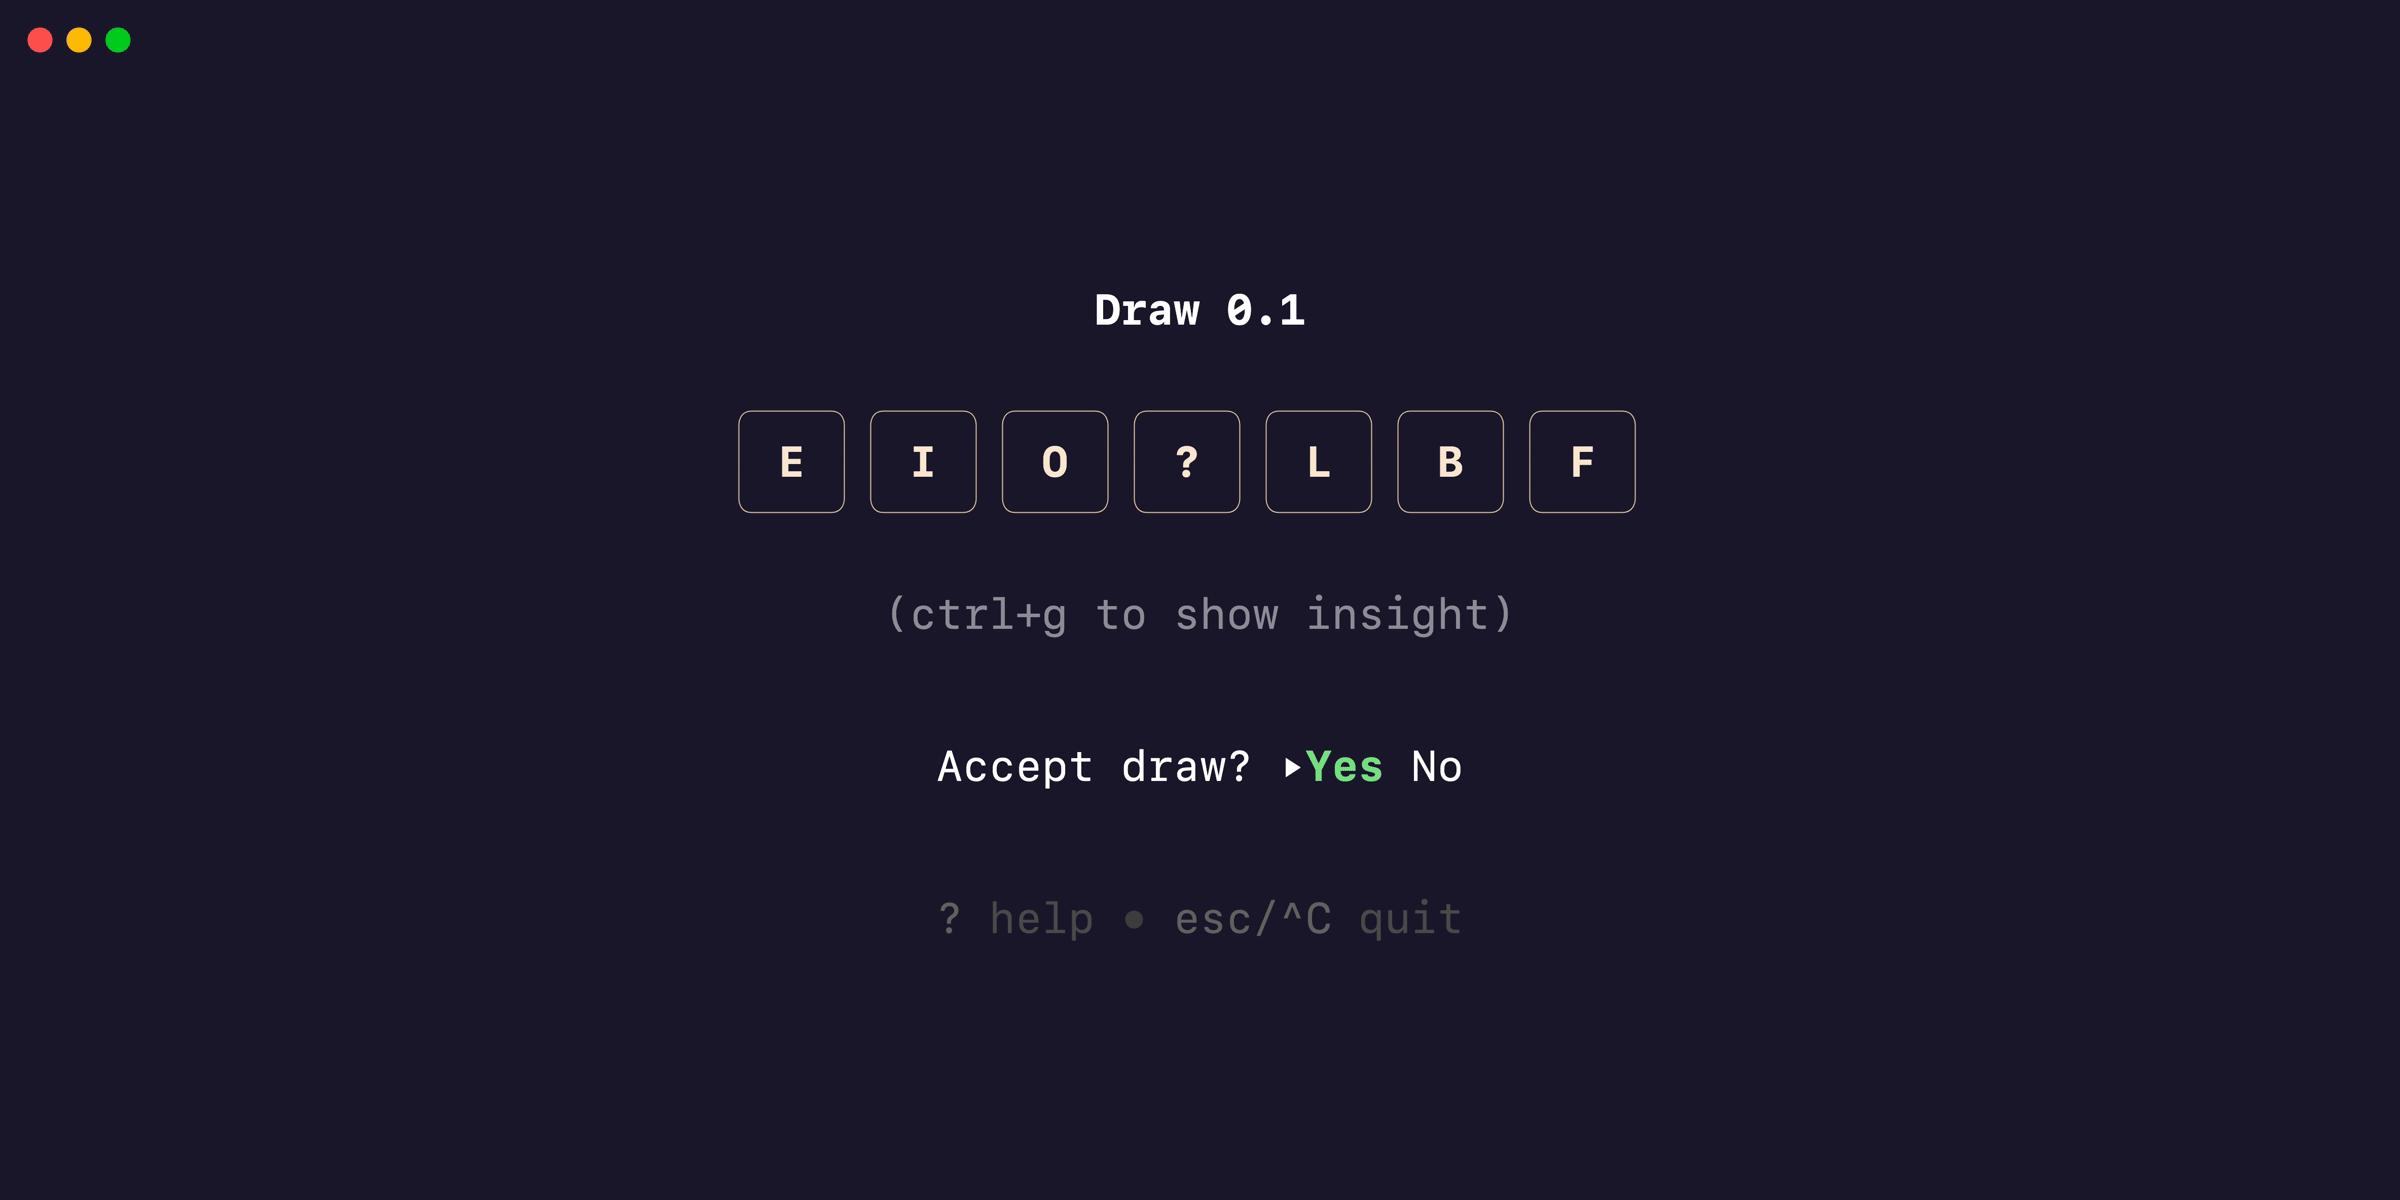 Draw 0.1
E I O ? L B F
(ctrl+g to show insight)
Accept draw? ▸Yes No
? help • esc/^C quit